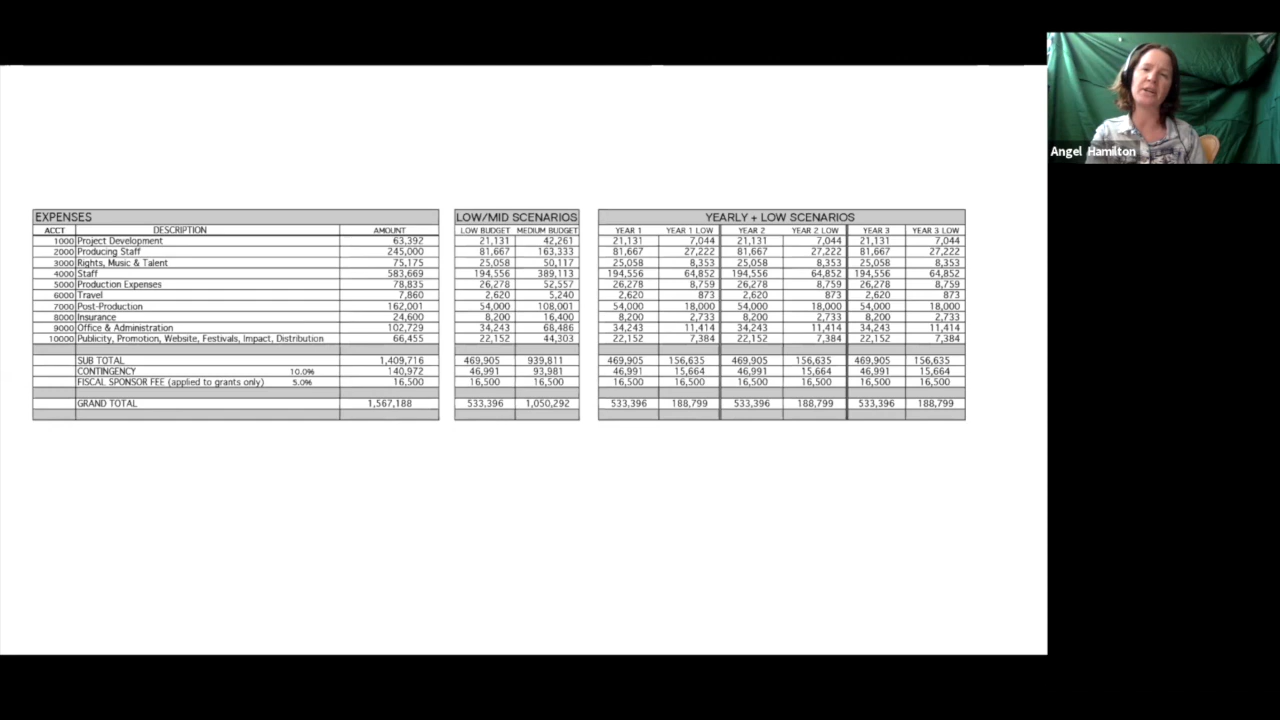 Angel Hamilton
EXPENSES LOW/MID SCENARIOS YEARLY + LOW SCENARIOS
ACCT DESCRIPTION AMOUNT LOW BUDGET MEDIUM BUDGET YEAR 1 YEAR 1 LOW YEAR 2 YEAR 2 LOW YEAR 3 YEAR 3 LOW
1000 Project Development 63,392 21,131 42,261 21,131 7,044 21,131 7,044 21,131 7,044
2000 Producing Staff 245,000 81,667 163,333 81,667 27,222 81,667 27,222 81,667 27,222
3000 Rights, Music & Talent 75,175 25,058 50,117 25,058 8,353 25,058 8,353 25,058 8,353
4000 Staff 583,669 194,556 389,113 194,556 64,852 194,556 64,852 194,556 64,852
5000 Production Expenses 78,835 26,278 52,557 26,278 8,759 26,278 8,759 26,278 8,759
6000 Travel 7,860 2,620 5,240 2,620 873 2,620 873 2,620 873
7000 Post-Production 162,001 54,000 108,001 54,000 18,000 54,000 18,000 54,000 18,000
8000 Insurance 24,600 8,200 16,400 8,200 2,733 8,200 2,733 8,200 2,733
9000 Office & Administration 102,729 34,243 68,486 34,243 11,414 34,243 11,414 34,243 11,414
10000 Publicity, Promotion, Website, Festivals, Impact, Distribution 66,455 22,152 44,303 22,152 7,384 22,152 7,384 22,152 7,384
SUB TOTAL 1,409,716 469,905 939,811 469,905 156,635 469,905 156,635 469,905 156,635
CONTINGENCY 10.0% 140,972 46,991 93,981 46,991 15,664 46,991 15,664 46,991 15,664
FISCAL SPONSOR FEE (applied to grants only) 5.0% 16,500 16,500 16,500 16,500 16,500 16,500 16,500 16,500 16,500
GRAND TOTAL 1,567,188 533,396 1,050,292 533,396 188,799 533,396 188,799 533,396 188,799